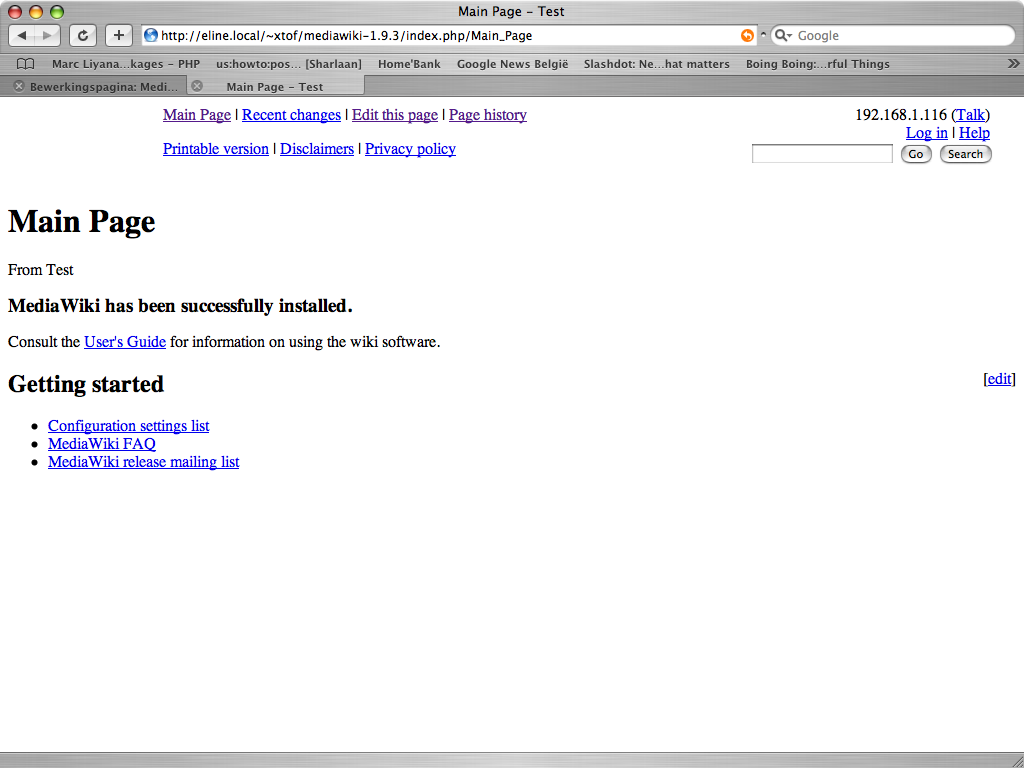 Main Page – Test
http://eline.local/~xtof/mediawiki-1.9.3/index.php/Main_Page
Google
Marc Liyana...kages – PHP us:howto:pos... [Sharlaan] Home'Bank Google News België Slashdot: Ne...hat matters Boing Boing:...rful Things
Bewerkingspagina: Medi... Main Page – Test
Main Page | Recent changes | Edit this page | Page history
192.168.1.116 (Talk)
Log in | Help
Printable version | Disclaimers | Privacy policy
Go Search
Main Page
From Test
MediaWiki has been successfully installed.
Consult the User's Guide for information on using the wiki software.
Getting started
[edit]
Configuration settings list
MediaWiki FAQ
MediaWiki release mailing list